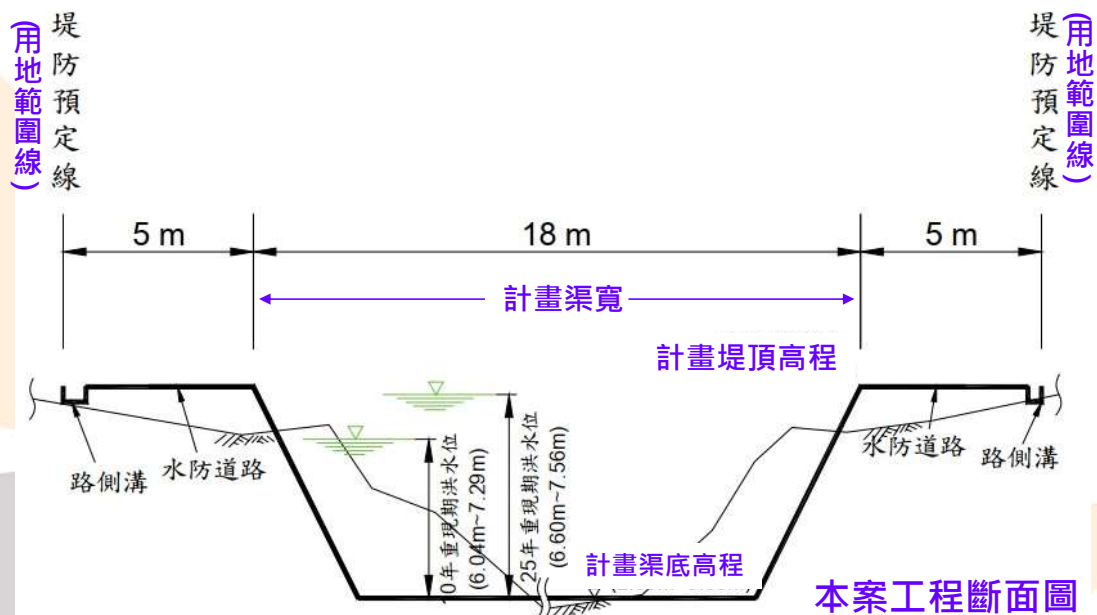 (用地範圍線)
堤防預定線
堤防預定線
(用地範圍線)
5 m
18 m
5 m
計畫渠寬
計畫堤頂高程
路側溝
水防道路
10年重現期洪水位
(6.04m~7.29m)
25年重現期洪水位
(6.60m~7.56m)
水防道路
路側溝
計畫渠底高程
本案工程斷面圖